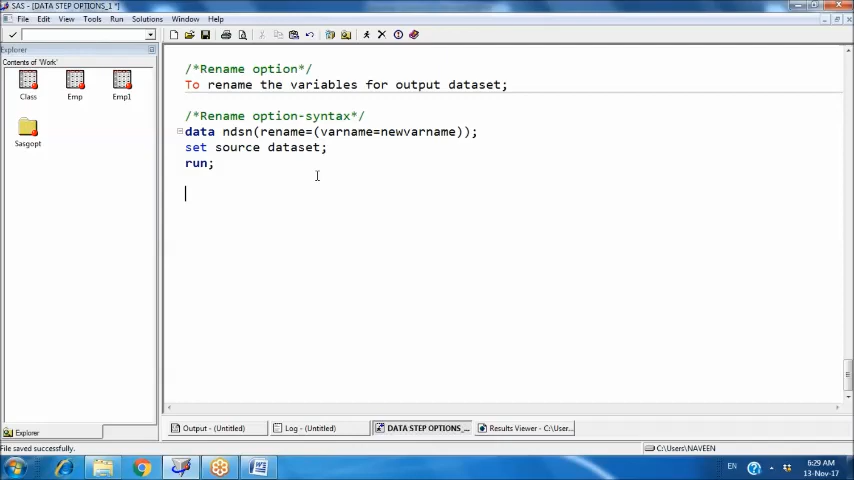 SAS - [DATA STEP OPTIONS_1 *]
File Edit View Tools Run Solutions Window Help
Explorer
Contents of 'Work'
Class Emp Emp1
Sasgopt
/*Rename option*/
To rename the variables for output dataset;
/*Rename option-syntax*/
data ndsn(rename=(varname=newvarname));
set source dataset;
run;
Output - (Untitled) Log - (Untitled) DATA STEP OPTIONS_... Results Viewer - C:\User...
Explorer
File saved successfully.
C:\Users\NAVEEN
EN
6:29 AM
13-Nov-17